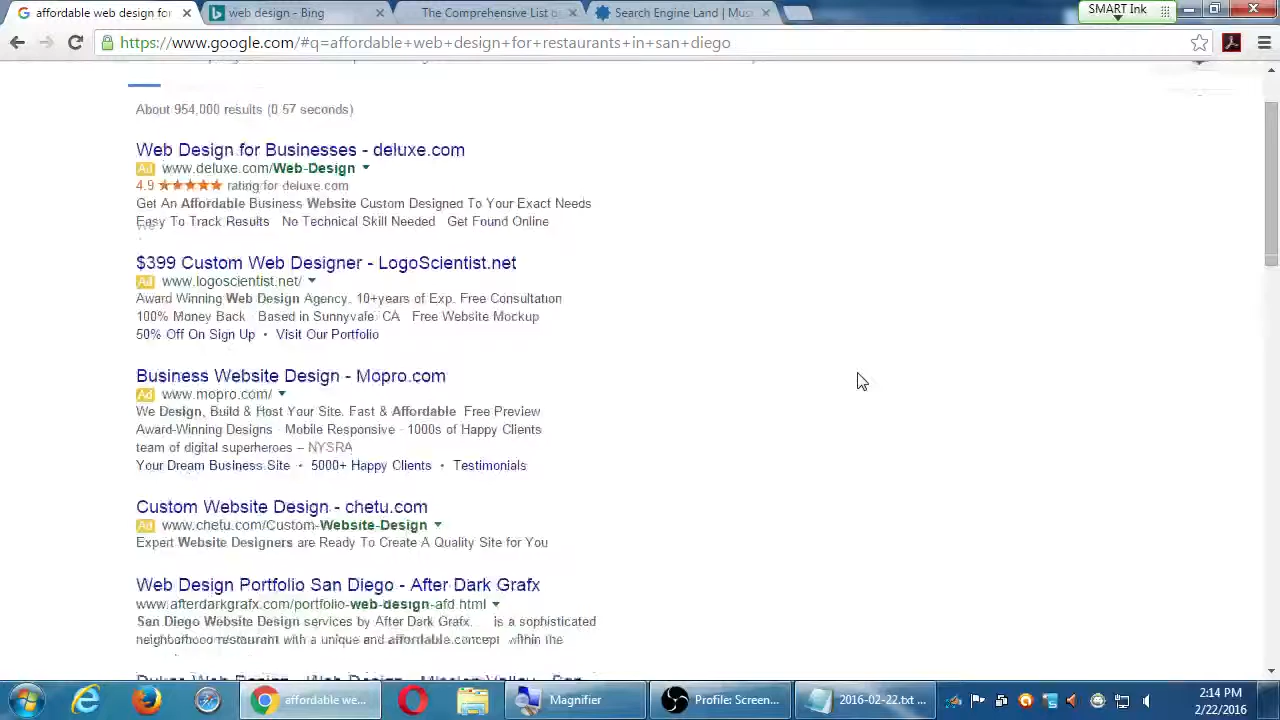 affordable web design for
web design - Bing
The Comprehensive List
Search Engine Land | Mus
SMART Ink
https://www.google.com/#q=affordable+web+design+for+restaurants+in+san+diego
About 954,000 results (0.57 seconds)
Web Design for Businesses - deluxe.com
Ad www.deluxe.com/Web-Design
4.9 ★★★★★ rating for deluxe.com
Get An Affordable Business Website Custom Designed To Your Exact Needs
Easy To Track Results No Technical Skill Needed Get Found Online
$399 Custom Web Designer - LogoScientist.net
Ad www.logoscientist.net/
Award Winning Web Design Agency. 10+years of Exp. Free Consultation
100% Money Back Based in Sunnyvale, CA Free Website Mockup
50% Off On Sign Up • Visit Our Portfolio
Business Website Design - Mopro.com
Ad www.mopro.com/
We Design, Build & Host Your Site. Fast & Affordable Free Preview
Award-Winning Designs · Mobile Responsive · 1000s of Happy Clients
team of digital superheroes – NYSRA
Your Dream Business Site • 5000+ Happy Clients • Testimonials
Custom Website Design - chetu.com
Ad www.chetu.com/Custom-Website-Design
Expert Website Designers are Ready To Create A Quality Site for You
Web Design Portfolio San Diego - After Dark Grafx
www.afterdarkgrafx.com/portfolio-web-design-afd.html
San Diego Website Design services by After Dark Grafx. is a sophisticated
neighborhood restaurant with a unique and affordable concept within the
affordable we...
Magnifier
Profile: Screen...
2016-02-22.txt ...
2:14 PM
2/22/2016